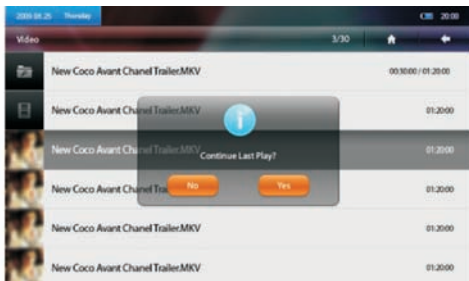 2009.01.25 Thursday 20:00
Video 3/30
New Coco Avant Chanel Trailer.MKV 00:30:00 / 01:20:00
New Coco Avant Chanel Trailer.MKV 01:20:00
New Coco Avant Chanel Trailer.MKV 01:20:00
Continue Last Play?
New Coco Avant Chanel Tra 01:20:00
No Yes
New Coco Avant Chanel Trailer.MKV 01:20:00
New Coco Avant Chanel Trailer.MKV 01:20:00